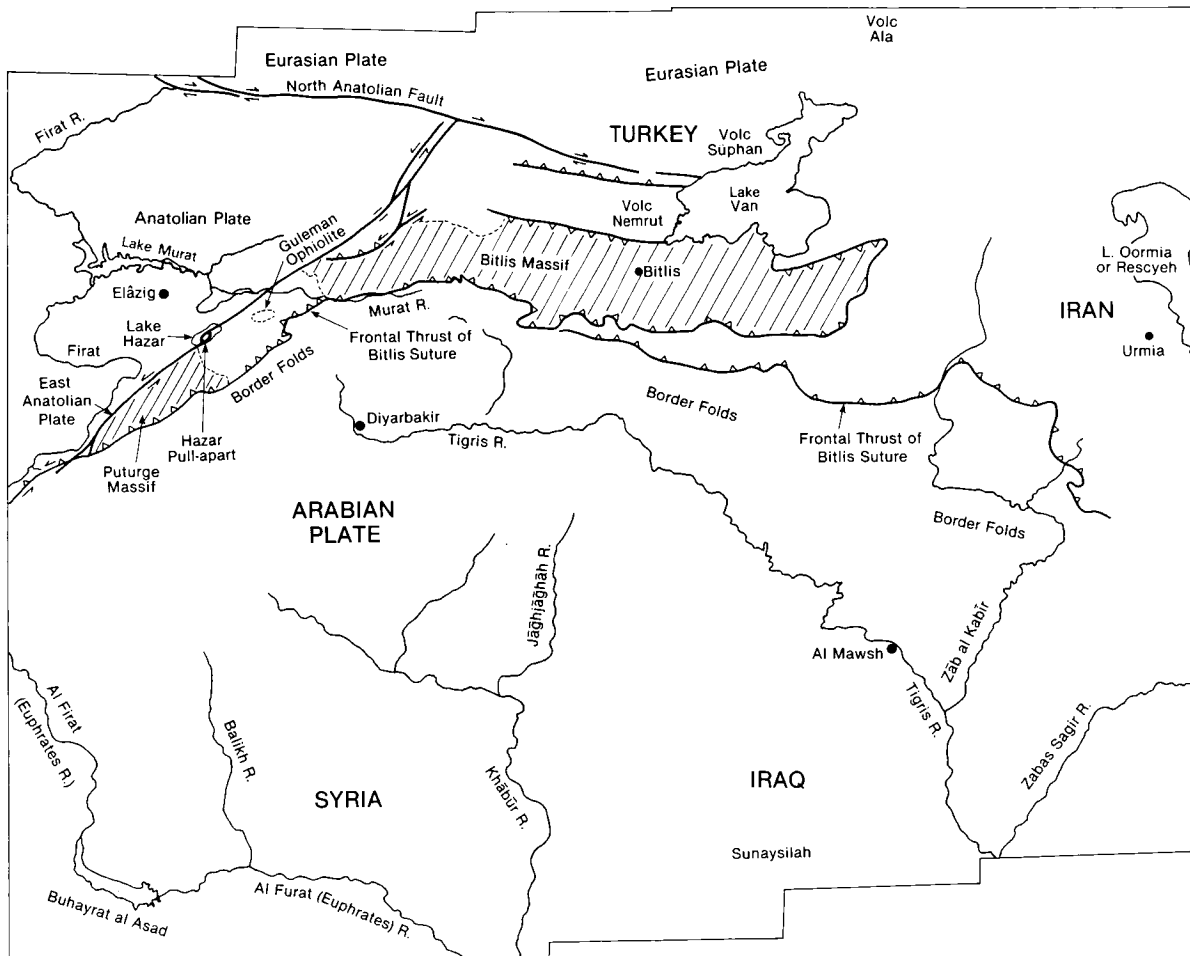 Volc
Ala
Eurasian Plate
Eurasian Plate
North Anatolian Fault
Firat R.
TURKEY
Volc
Süphan
Lake
Van
Volc
Nemrut
Anatolian Plate
Guleman
Ophiolite
Lake Murat
Bitlis Massif
Bitlis
L. Oormia
or Rescyeh
Elâzig
Murat R.
IRAN
Lake
Hazar
Frontal Thrust of
Bitlis Suture
Urmia
Firat
Border Folds
East
Anatolian
Plate
Border Folds
Diyarbakir
Hazar
Pull-apart
Tigris R.
Frontal Thrust of
Bitlis Suture
Puturge
Massif
ARABIAN
PLATE
Border Folds
Jāghjāghāh R.
Al Mawsh
Zāb al Kabīr
Al Firat
(Euphrates R.)
Balikh R.
Tigris R.
Khābūr R.
Zabas Sagir R.
SYRIA
IRAQ
Sunaysilah
Buhayrat al Asad
Al Furat (Euphrates) R.